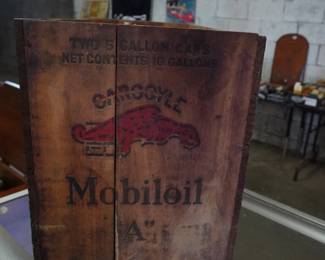 TWO 5 GALLON CANS
NET CONTENTS 10 GALLONS
GARGOYLE
Mobiloil
"A"